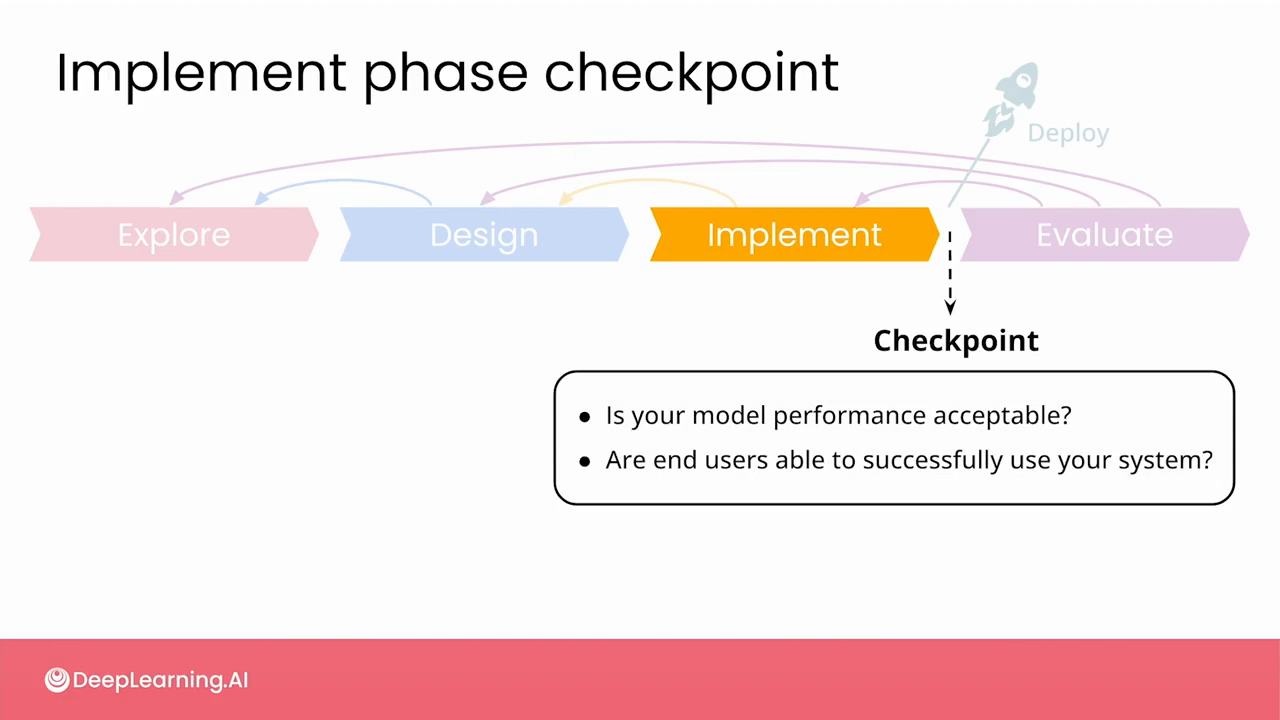 Implement phase checkpoint
Deploy
Explore
Design
Implement
Evaluate
Checkpoint
● Is your model performance acceptable?
● Are end users able to successfully use your system?
DeepLearning.AI